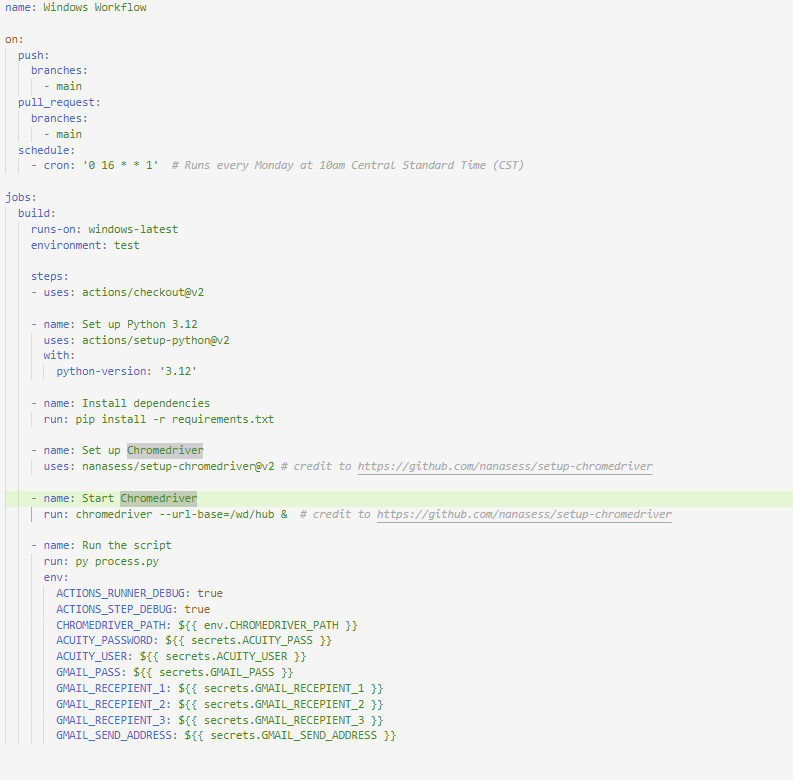 name: Windows Workflow
on:
push:
branches:
- main
pull_request:
branches:
- main
schedule:
- cron: '0 16 * * 1'  # Runs every Monday at 10am Central Standard Time (CST)
jobs:
build:
runs-on: windows-latest
environment: test
steps:
- uses: actions/checkout@v2
- name: Set up Python 3.12
uses: actions/setup-python@v2
with:
python-version: '3.12'
- name: Install dependencies
run: pip install -r requirements.txt
- name: Set up Chromedriver
uses: nanasess/setup-chromedriver@v2 # credit to https://github.com/nanasess/setup-chromedriver
- name: Start Chromedriver
run: chromedriver --url-base=/wd/hub &  # credit to https://github.com/nanasess/setup-chromedriver
- name: Run the script
run: py process.py
env:
ACTIONS_RUNNER_DEBUG: true
ACTIONS_STEP_DEBUG: true
CHROMEDRIVER_PATH: ${{ env.CHROMEDRIVER_PATH }}
ACUITY_PASSWORD: ${{ secrets.ACUITY_PASS }}
ACUITY_USER: ${{ secrets.ACUITY_USER }}
GMAIL_PASS: ${{ secrets.GMAIL_PASS }}
GMAIL_RECEPIENT_1: ${{ secrets.GMAIL_RECEPIENT_1 }}
GMAIL_RECEPIENT_2: ${{ secrets.GMAIL_RECEPIENT_2 }}
GMAIL_RECEPIENT_3: ${{ secrets.GMAIL_RECEPIENT_3 }}
GMAIL_SEND_ADDRESS: ${{ secrets.GMAIL_SEND_ADDRESS }}